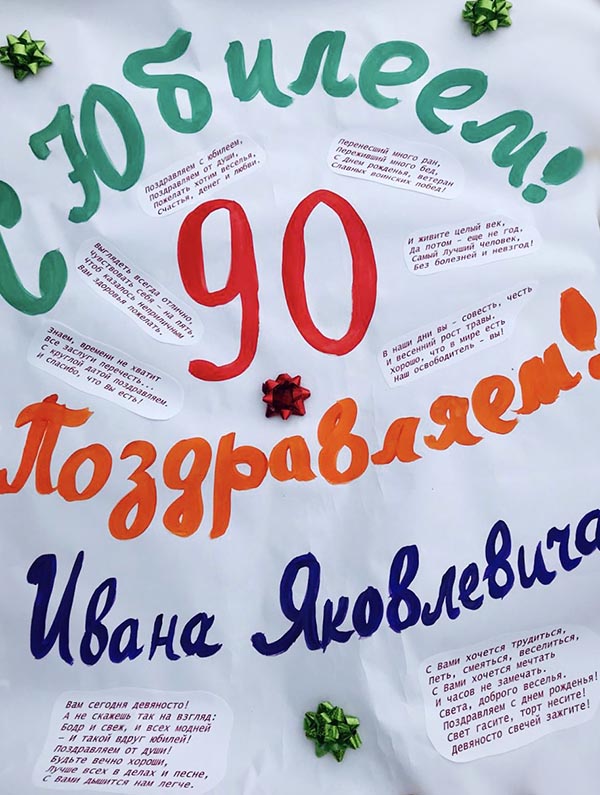 С Юбилеем!
Поздравляем с юбилеем,
Поздравляем от души,
Пожелать хотим веселья,
Счастья, денег и любви.
Перенесший много ран,
Переживший много бед,
С Днем рожденья, ветеран
Славных воинских побед!
90
Выглядеть всегда отлично,
Чувствовать себя – на пять,
Чтоб казалось неприличным
Вам здоровья пожелать.
И живите целый век,
Да потом – еще не год,
Самый Лучший Человек,
Без болезней и невзгод!
Знаем, времени не хватит
Все заслуги перечесть...
С круглой датой поздравляем.
И спасибо, что Вы есть!
В наши дни вы – совесть, честь
И весенний рост травы.
Хорошо, что в мире есть
Наш освободитель – вы!
Поздравляем!
Ивана Яковлевича
Вам сегодня девяносто!
А не скажешь так на взгляд:
Бодр и свеж, и всех модней
– И такой вдруг юбилей!
Поздравляем от души!
Будьте вечно хороши,
Лучше всех в делах и песне,
С Вами дышится нам легче.
С Вами хочется трудиться,
Петь, смеяться, веселиться,
С Вами хочется мечтать
И часов не замечать.
Света, доброго веселья.
Поздравляем с днем рожденья!
Свет гасите, торт несите!
Девяносто свечей зажгите!